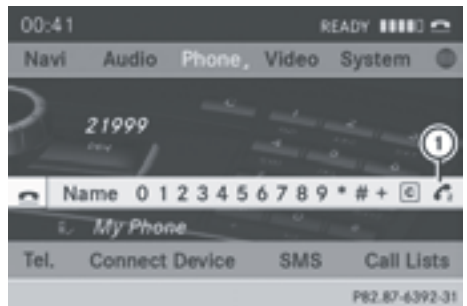 00:41 READY
Navi Audio Phone Video System
21999
1
Name 0 1 2 3 4 5 6 7 8 9 * # + C
My Phone
Tel. Connect Device SMS Call Lists
P82.87-6392-31